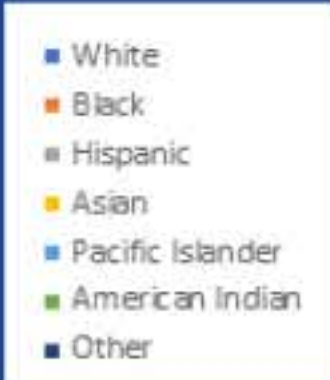 White
Black
Hispanic
Asian
Pacific Islander
American Indian
Other